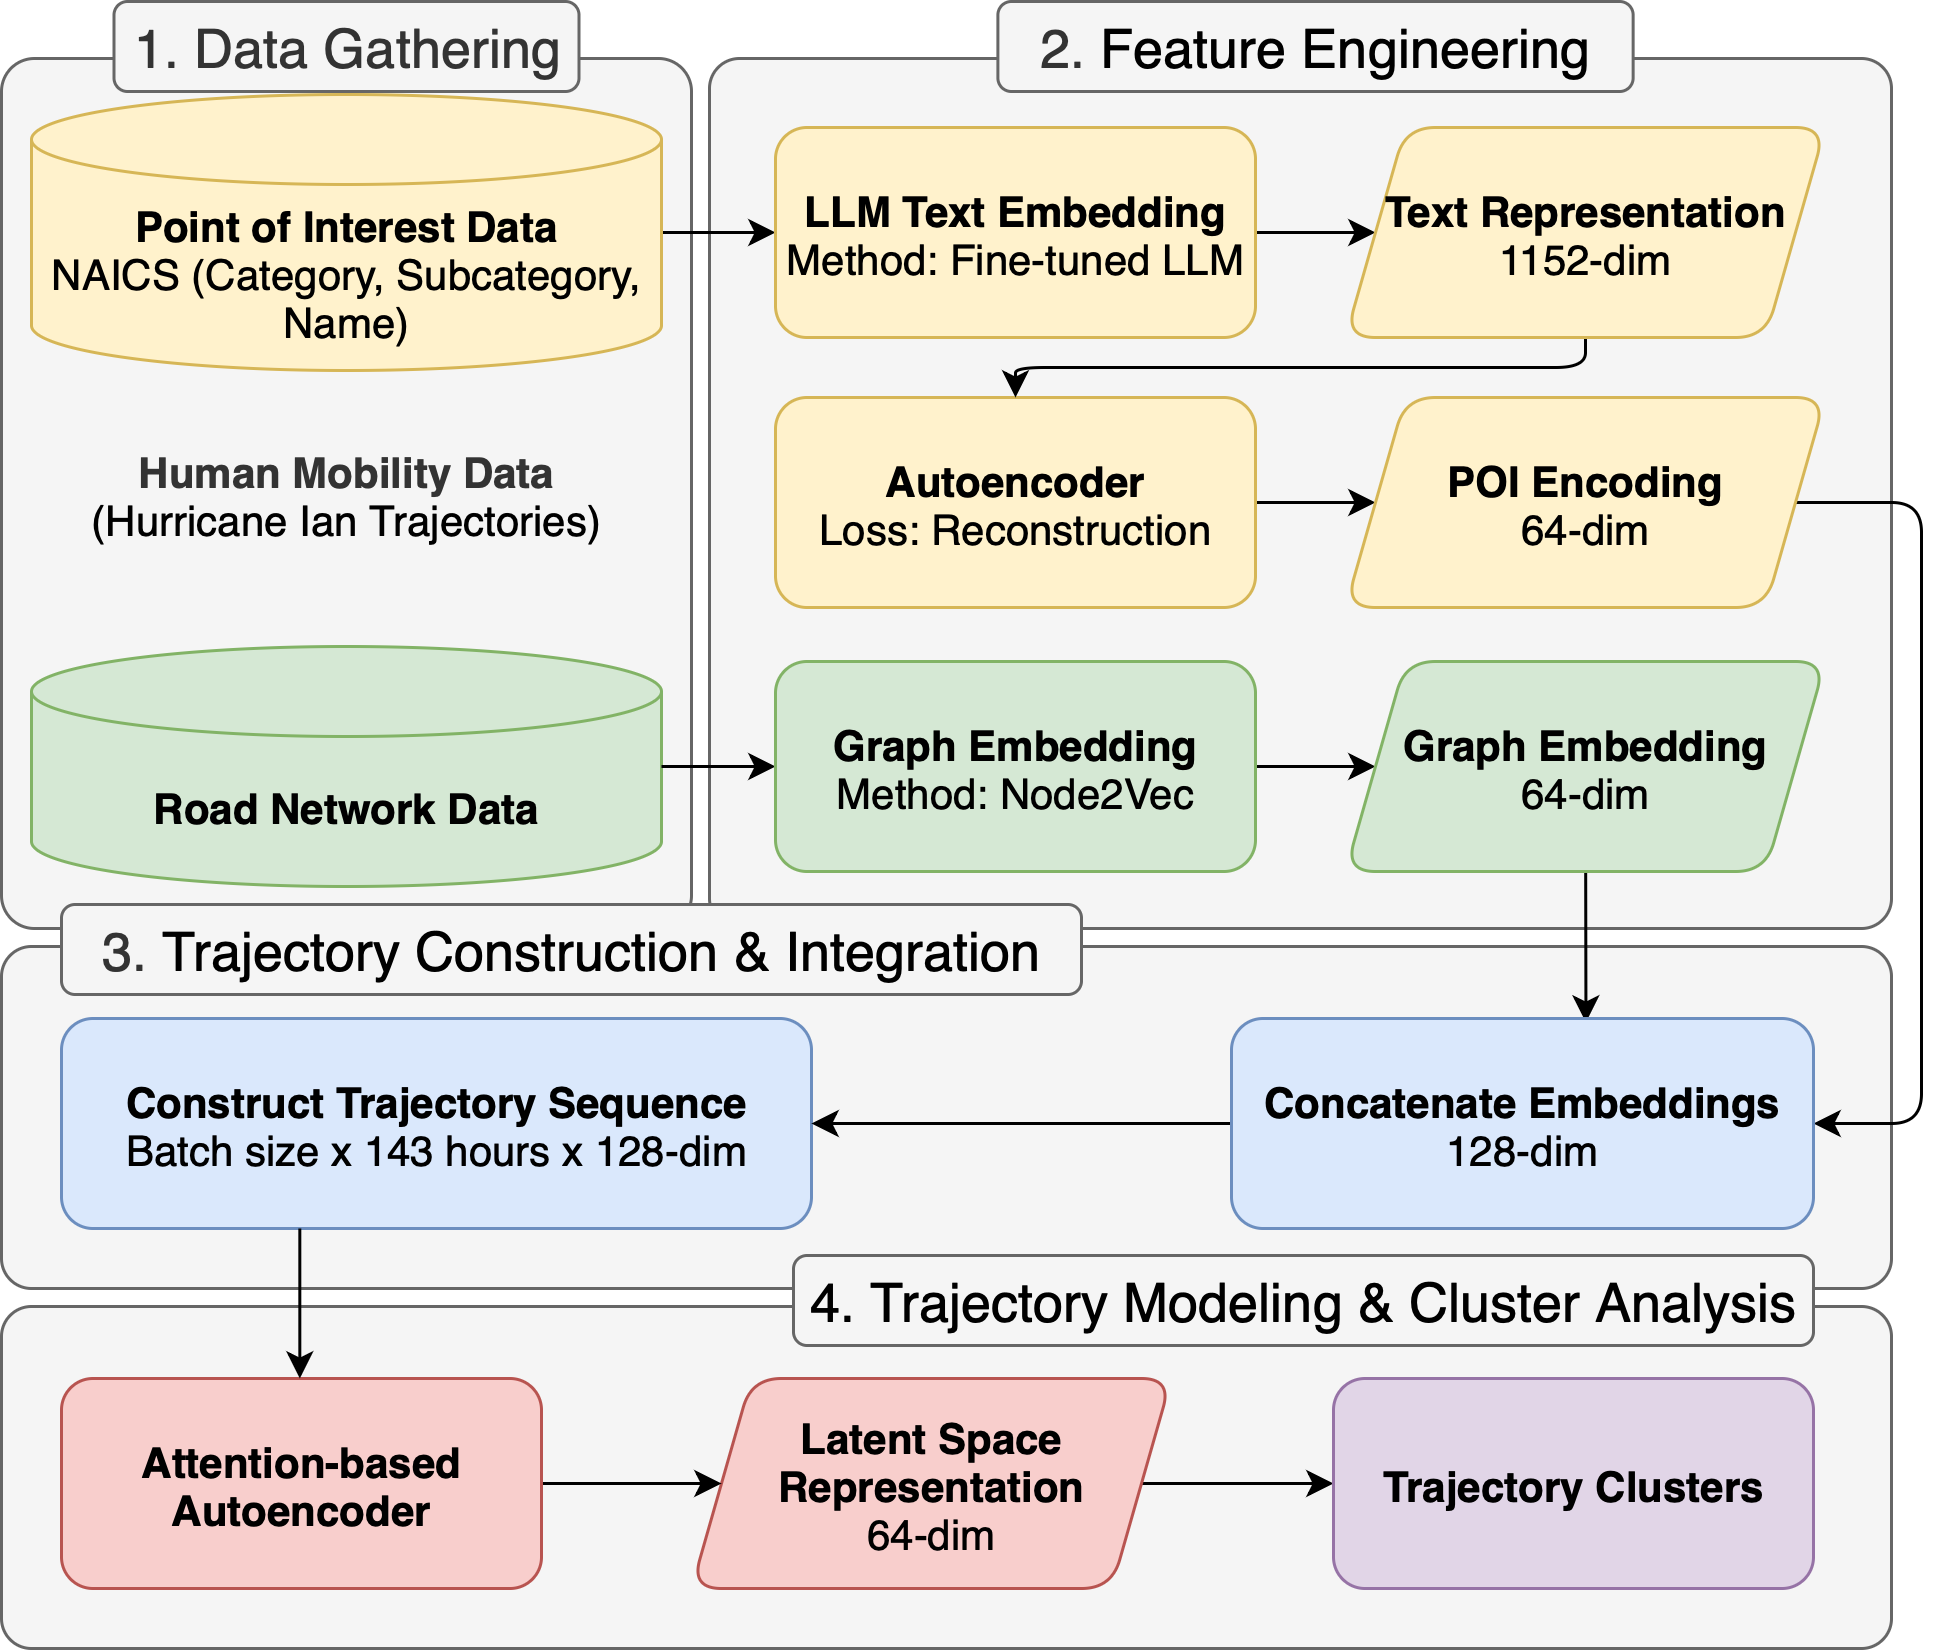 1. Data Gathering
Point of Interest Data
NAICS (Category, Subcategory,
Name)
Human Mobility Data
(Hurricane Ian Trajectories)
Road Network Data
2. Feature Engineering
LLM Text Embedding
Method: Fine-tuned LLM
Text Representation
1152-dim
Autoencoder
Loss: Reconstruction
POI Encoding
64-dim
Graph Embedding
Method: Node2Vec
Graph Embedding
64-dim
3. Trajectory Construction & Integration
Construct Trajectory Sequence
Batch size x 143 hours x 128-dim
Concatenate Embeddings
128-dim
4. Trajectory Modeling & Cluster Analysis
Attention-based
Autoencoder
Latent Space
Representation
64-dim
Trajectory Clusters